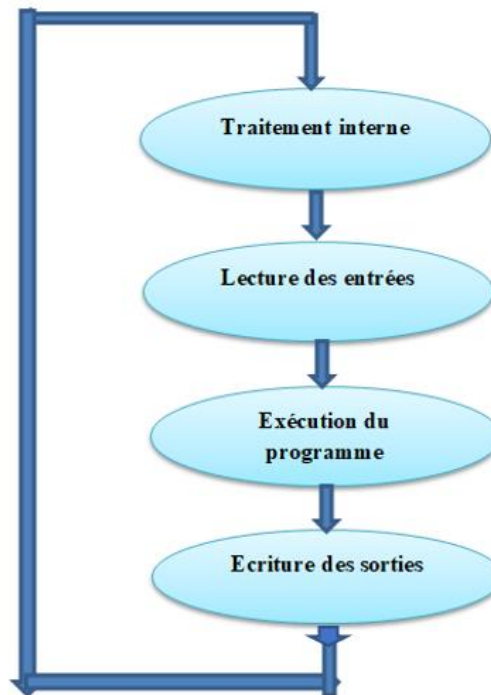 Traitement interne
Lecture des entrées
Exécution du
programme
Ecriture des sorties